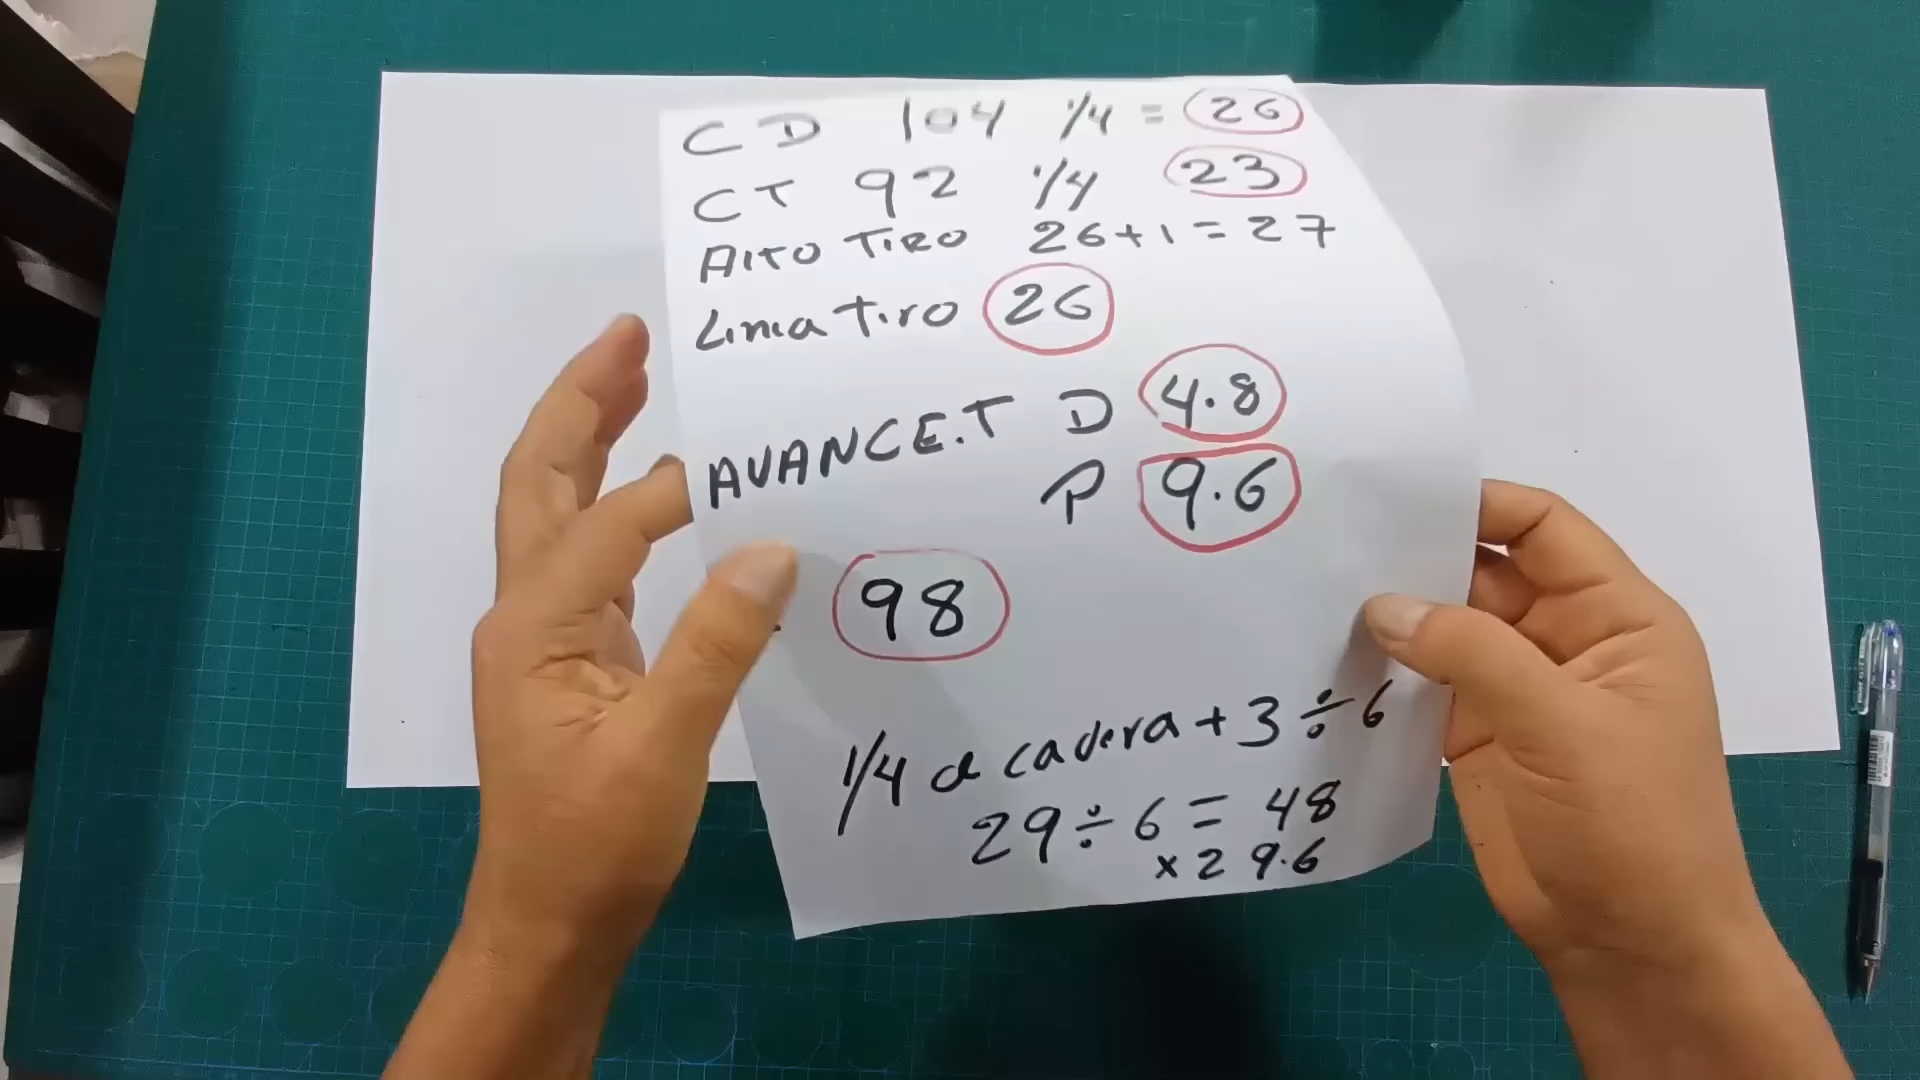 CD 104 1/4 = 26
CT 92 1/4 23
Alto Tiro 26+1=27
Linea Tiro 26
AVANCE.T D 4.8
P 9.6
98
1/4 d cadera + 3 ÷ 6
29 ÷ 6 = 48
x 2 9.6